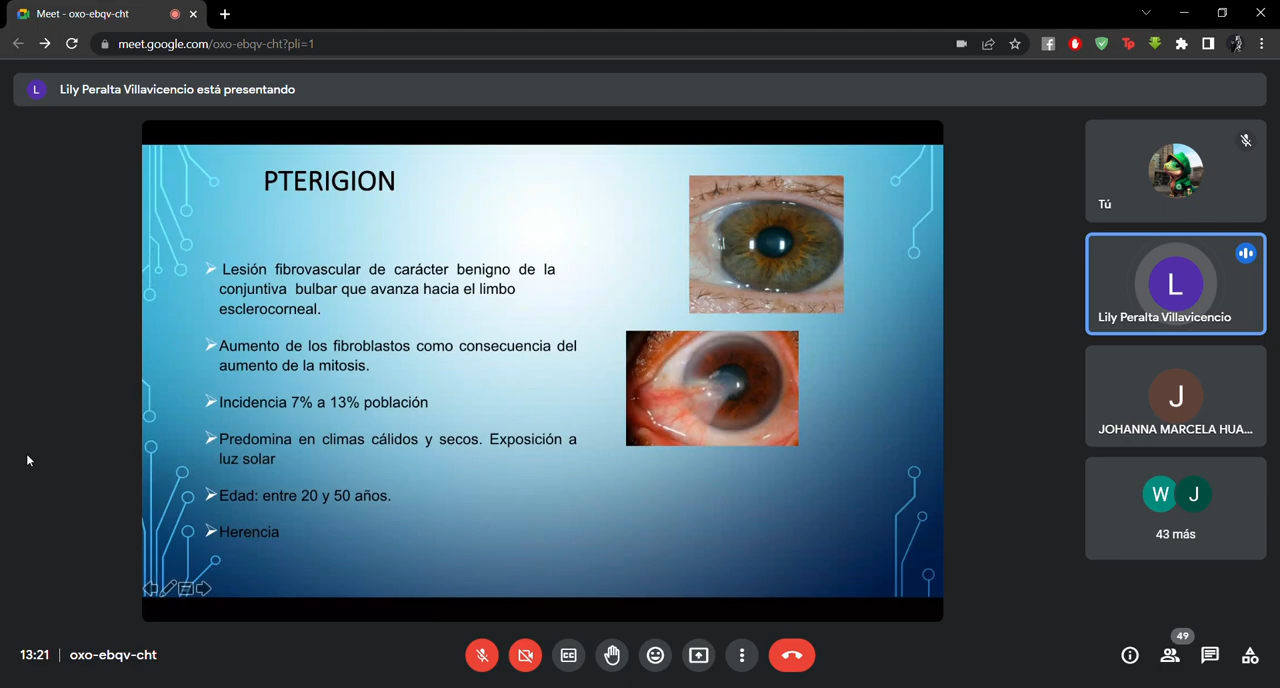 Meet - oxo-ebqv-cht
meet.google.com/oxo-ebqv-cht?pli=1
L
Lily Peralta Villavicencio está presentando
PTERIGION
Lesión fibrovascular de carácter benigno de la
conjuntiva bulbar que avanza hacia el limbo
esclerocorneal.
Aumento de los fibroblastos como consecuencia del
aumento de la mitosis.
Incidencia 7% a 13% población
Predomina en climas cálidos y secos. Exposición a
luz solar
Edad: entre 20 y 50 años.
Herencia
Tú
L
Lily Peralta Villavicencio
J
JOHANNA MARCELA HUA...
W J
43 más
13:21 | oxo-ebqv-cht
49